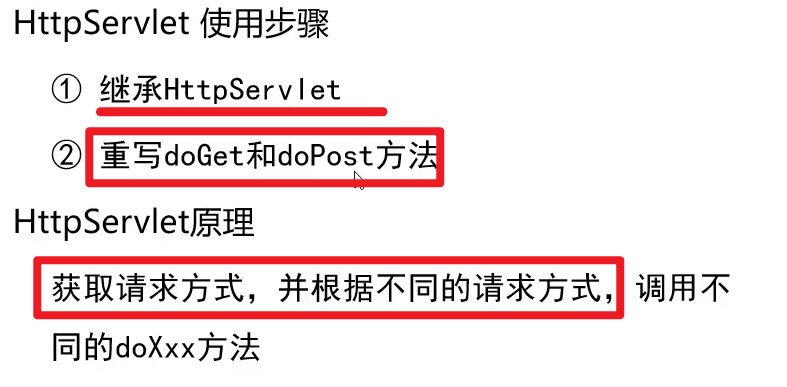 HttpServlet 使用步骤
① 继承HttpServlet
② 重写doGet和doPost方法
HttpServlet原理
获取请求方式，并根据不同的请求方式，调用不
同的doXxx方法